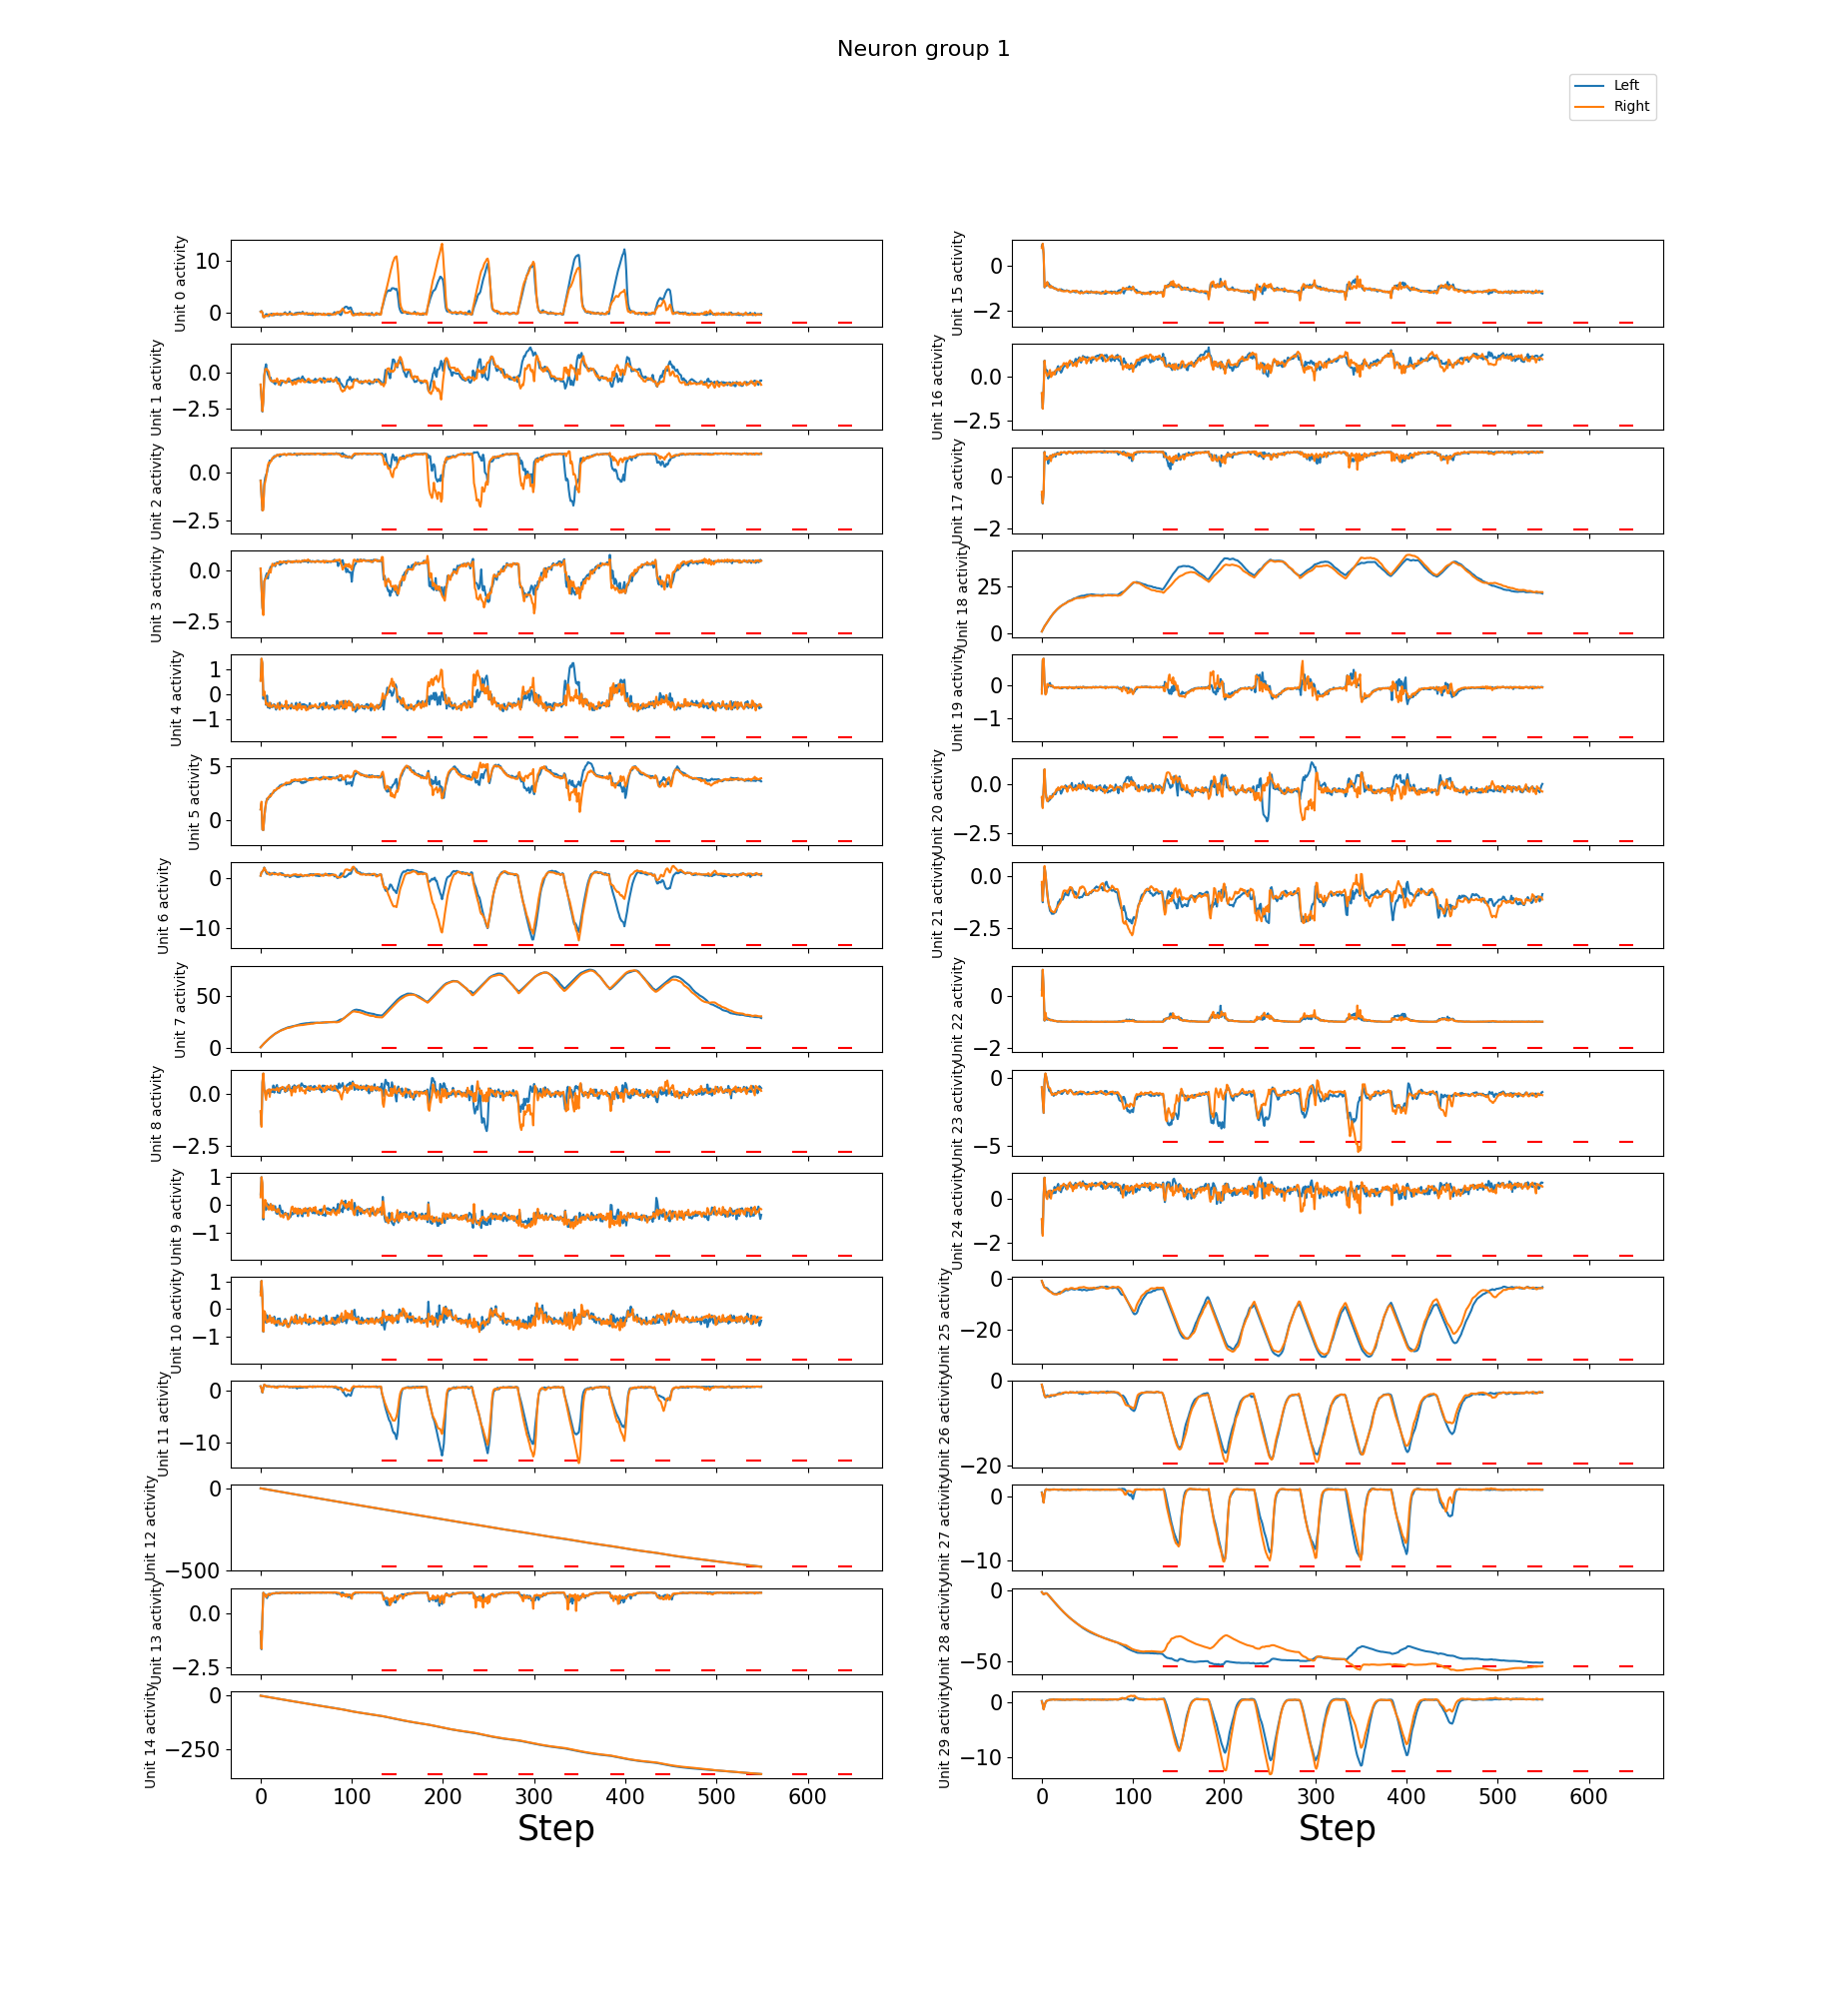 Neuron group 1
Left
Right
Unit 0 activity
10
0
Unit 1 activity
0.0
−2.5
Unit 2 activity
0.0
−2.5
Unit 3 activity
0.0
−2.5
Unit 4 activity
1
0
−1
Unit 5 activity
5
0
Unit 6 activity
0
−10
Unit 7 activity
50
0
Unit 8 activity
0.0
−2.5
Unit 9 activity
1
0
−1
Unit 10 activity
1
0
−1
Unit 11 activity
0
−10
Unit 12 activity
0
−500
Unit 13 activity
0.0
−2.5
Unit 14 activity
0
−250
0 100 200 300 400 500 600
Step
Unit 15 activity
0
−2
Unit 16 activity
0.0
−2.5
Unit 17 activity
0
−2
Unit 18 activity
25
0
Unit 19 activity
0
−1
Unit 20 activity
0.0
−2.5
Unit 21 activity
0.0
−2.5
Unit 22 activity
0
−2
Unit 23 activity
0
−5
Unit 24 activity
0
−2
Unit 25 activity
0
−20
Unit 26 activity
0
−20
Unit 27 activity
0
−10
Unit 28 activity
0
−50
Unit 29 activity
0
−10
0 100 200 300 400 500 600
Step